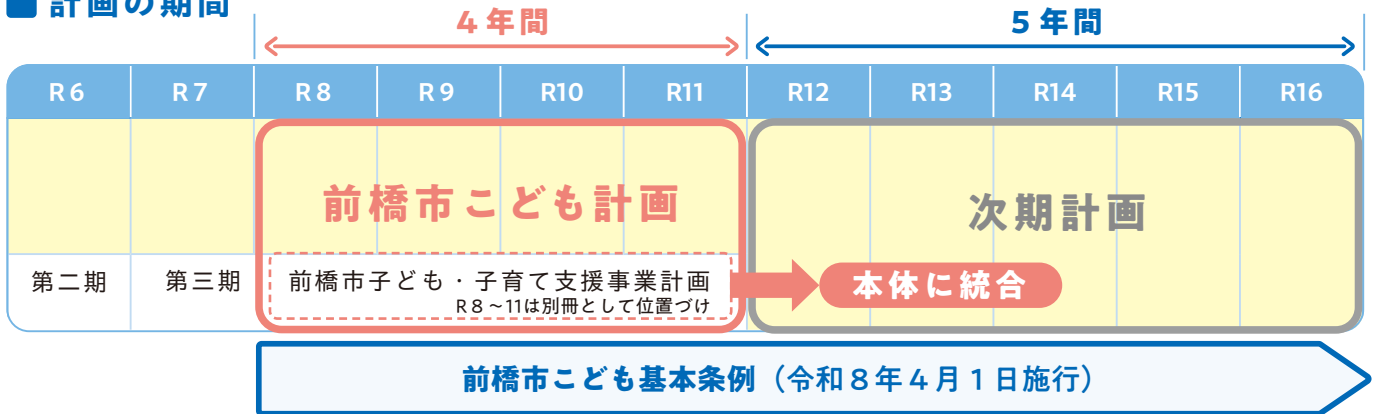 計画の期間
4年間
5年間
R6 R7 R8 R9 R10 R11 R12 R13 R14 R15 R16
前橋市こども計画
次期計画
第二期 第三期 前橋市子ども・子育て支援事業計画
R8~11は別冊として位置づけ
本体に統合
前橋市こども基本条例（令和8年4月1日施行）